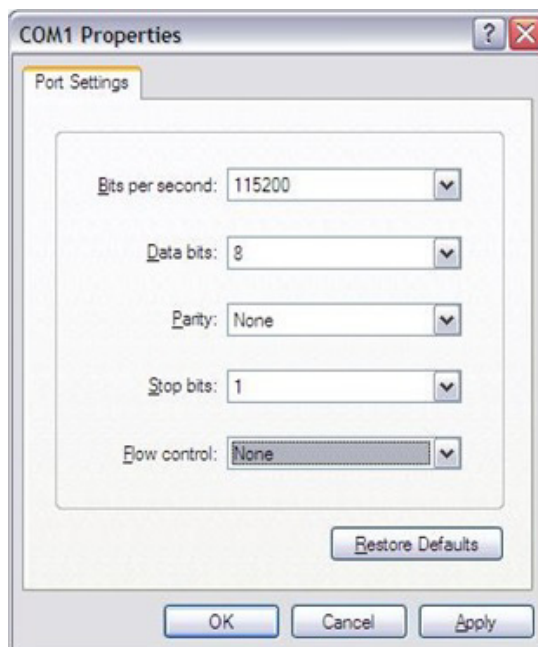 COM1 Properties
Port Settings
Bits per second: 115200
Data bits: 8
Parity: None
Stop bits: 1
Flow control: None
Restore Defaults
OK Cancel Apply